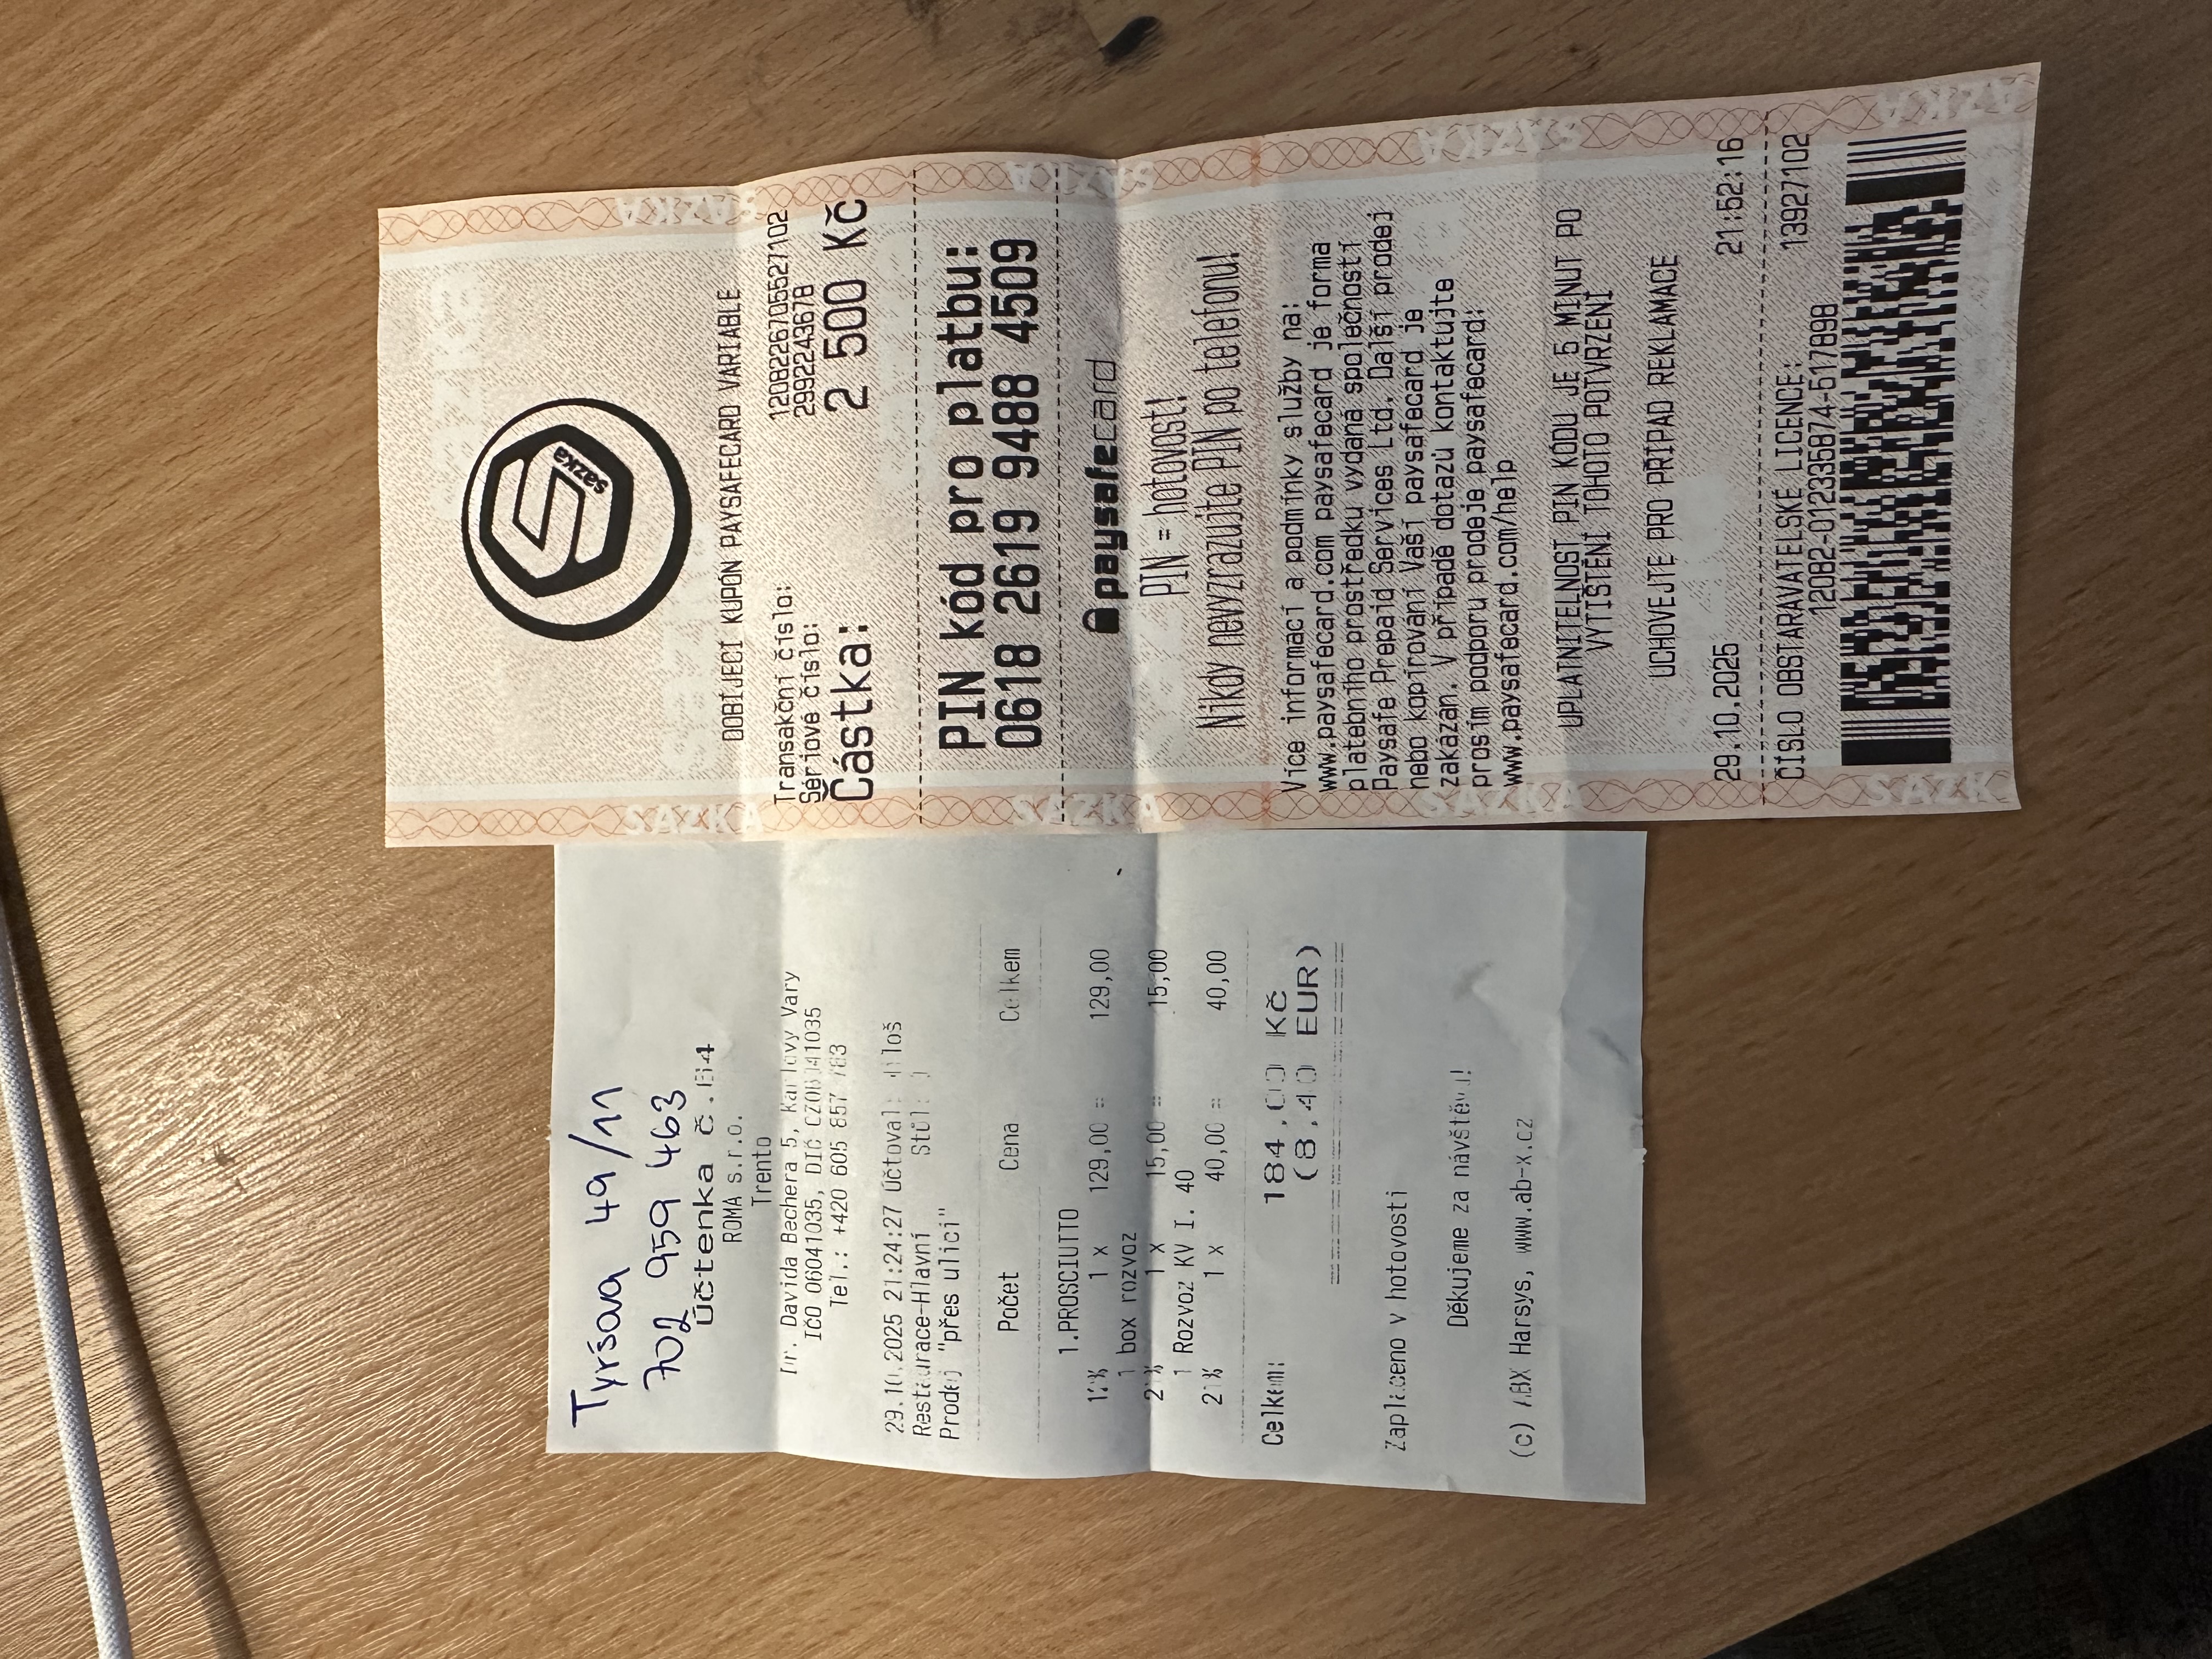 Tyršova 49/11
702 959 463
Účtenka č.
ROMA s.r.o.
Trento
Davida Bechera 5, Karlovy Vary
IČO 06041035, DIČ CZ06041035
Tel.: +420 605 857
29.10.2025 21:24:27 Účtoval: Miloš
Restaurace-Hlavní Stůl:
Prodej "přes ulici"
Počet Cena Celkem
1.PROSCIUTTO
12% 1 x 129,00 = 129,00
1 box rozvoz
21% 1 x 15,00 = 15,00
1 Rozvoz KV I. 40
21% 1 x 40,00 = 40,00
Celkem: 184,00 Kč
(8,40 EUR)
Zaplaceno v hotovosti
Děkujeme za návštěvu!
(c) ABX Harsys, www.ab-x.cz
sazka
DOBÍJECÍ KUPÓN PAYSAFECARD VARIABLE
Transakční číslo: 12082267055527102
Sériové číslo: 2992243678
Částka: 2 500 Kč
PIN kód pro platbu:
0618 2619 9488 4509
paysafecard
PIN = hotovost!
Nikdy nevyzrazujte PIN po telefonu!
Více informací a podmínky služby na:
www.paysafecard.com paysafecard je forma
platebního prostředku vydaná společností
Paysafe Prepaid Services Ltd. Další prodej
nebo kopírování Vaší paysafecard je
zakázán. V případě dotazů kontaktujte
prosím podporu prodeje paysafecard:
www.paysafecard.com/help
UPLATNITELNOST PIN KÓDU JE 5 MINUT PO
VYTIŠTĚNÍ TOHOTO POTVRZENÍ
UCHOVEJTE PRO PŘÍPAD REKLAMACE
29.10.2025 21:52:16
ČÍSLO OBSTARAVATELSKÉ LICENCE: 13927102
12082-012335874-517898